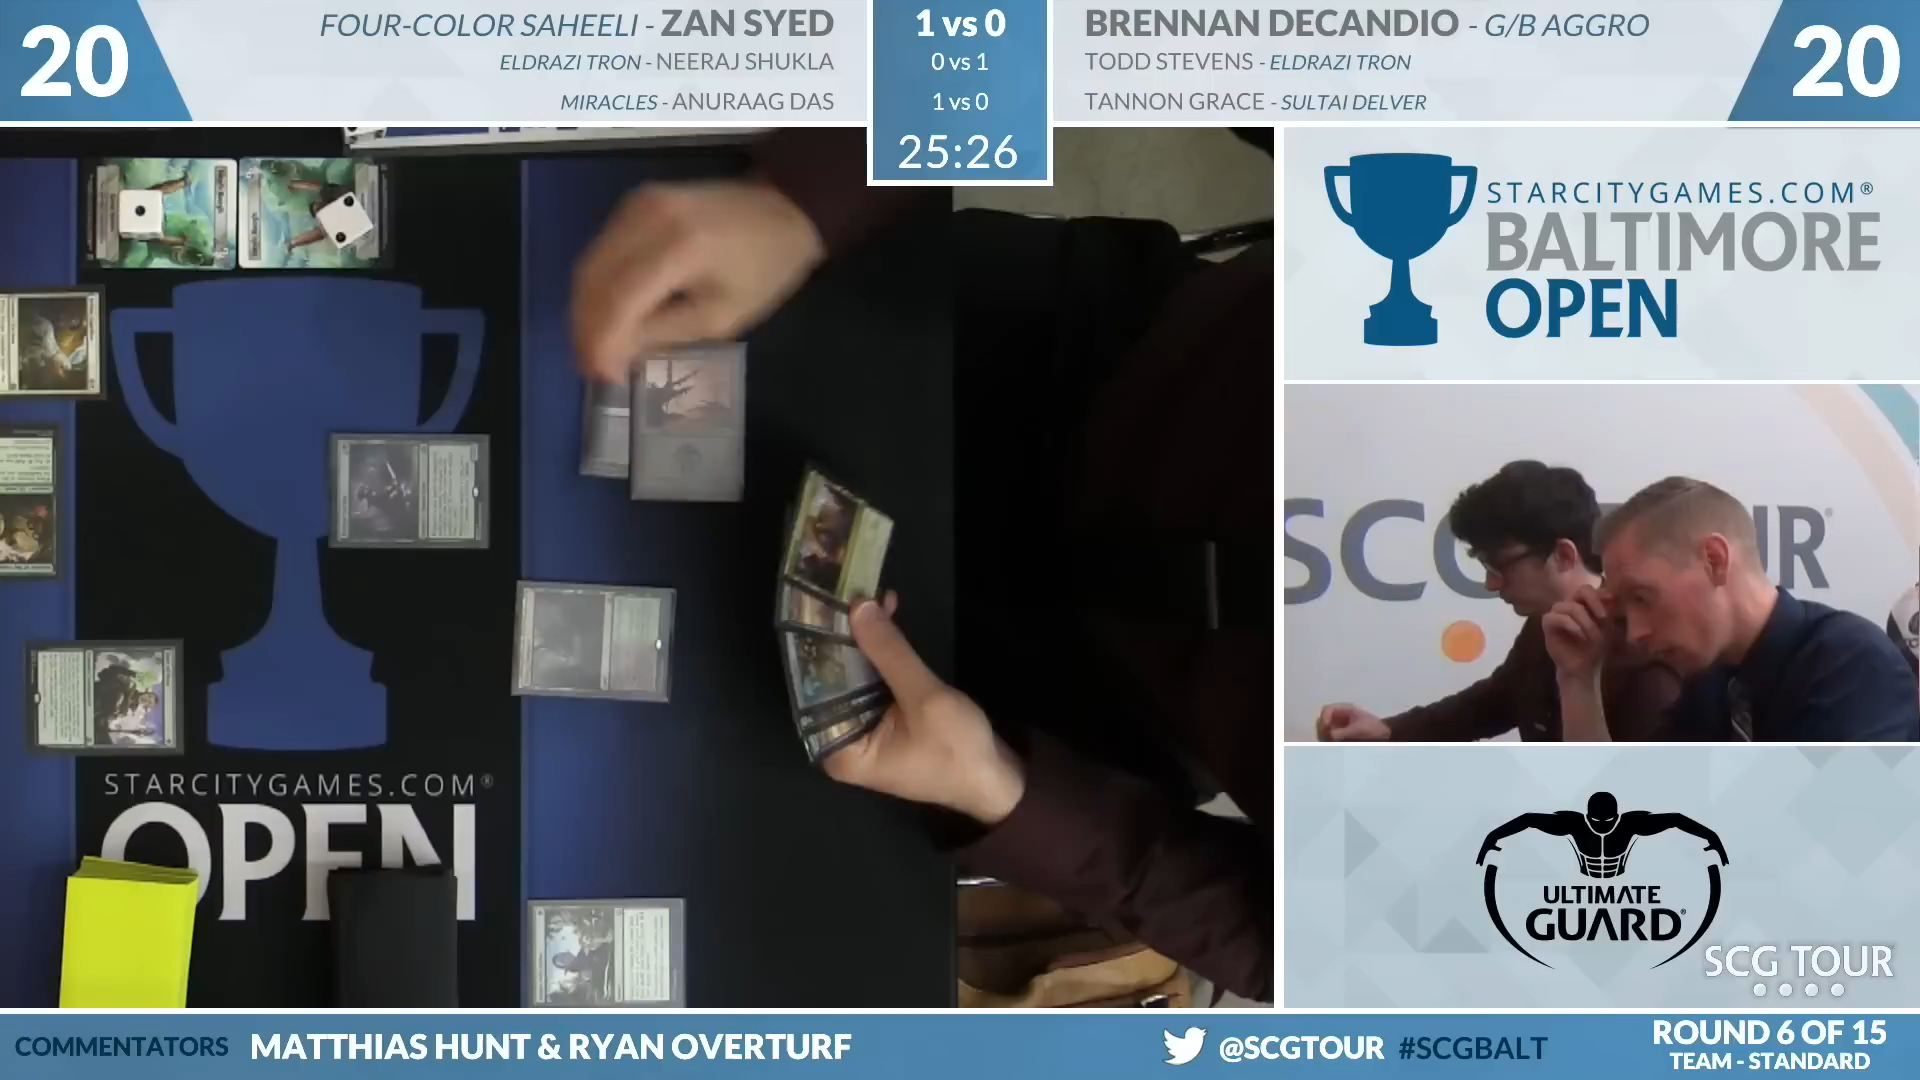 20
FOUR-COLOR SAHEELI - ZAN SYED
ELDRAZI TRON - NEERAJ SHUKLA
MIRACLES - ANURAAG DAS
1 vs 0
0 vs 1
1 vs 0
25:26
BRENNAN DECANDIO - G/B AGGRO
TODD STEVENS - ELDRAZI TRON
TANNON GRACE - SULTAI DELVER
20
STARCITYGAMES.COM®
BALTIMORE
OPEN
SCG TOUR®
STARCITYGAMES.COM®
OPEN
ULTIMATE
GUARD®
SCG TOUR
COMMENTATORS MATTHIAS HUNT & RYAN OVERTURF
@SCGTOUR #SCGBALT
ROUND 6 OF 15
TEAM - STANDARD